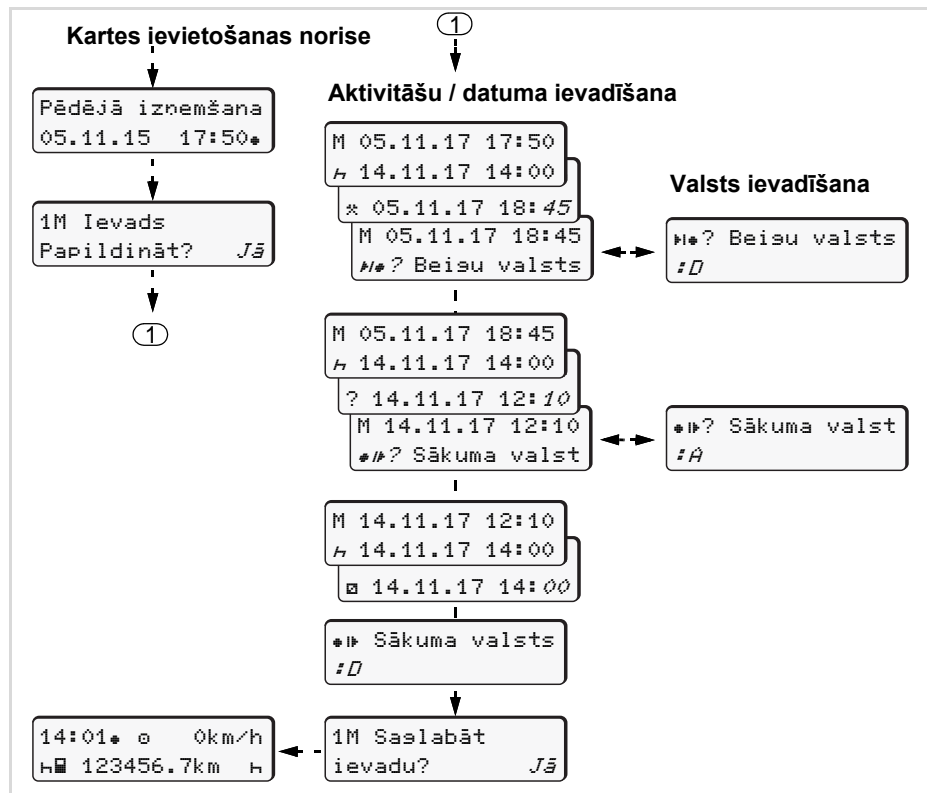 Kartes ievietošanas norise
Pēdējā izņemšana
05.11.15 17:50
1M Ievads
Papildināt? Jā
1
1
Aktivitāšu / datuma ievadīšana
M 05.11.17 17:50
14.11.17 14:00
05.11.17 18:45
M 05.11.17 18:45
? Beigu valsts
Valsts ievadīšana
? Beigu valsts
:D
M 05.11.17 18:45
14.11.17 14:00
? 14.11.17 12:10
M 14.11.17 12:10
? Sākuma valst
? Sākuma valst
:A
M 14.11.17 12:10
14.11.17 14:00
14.11.17 14:00
Sākuma valsts
:D
1M Saglabāt
ievadu? Jā
14:01 0km/h
123456.7km